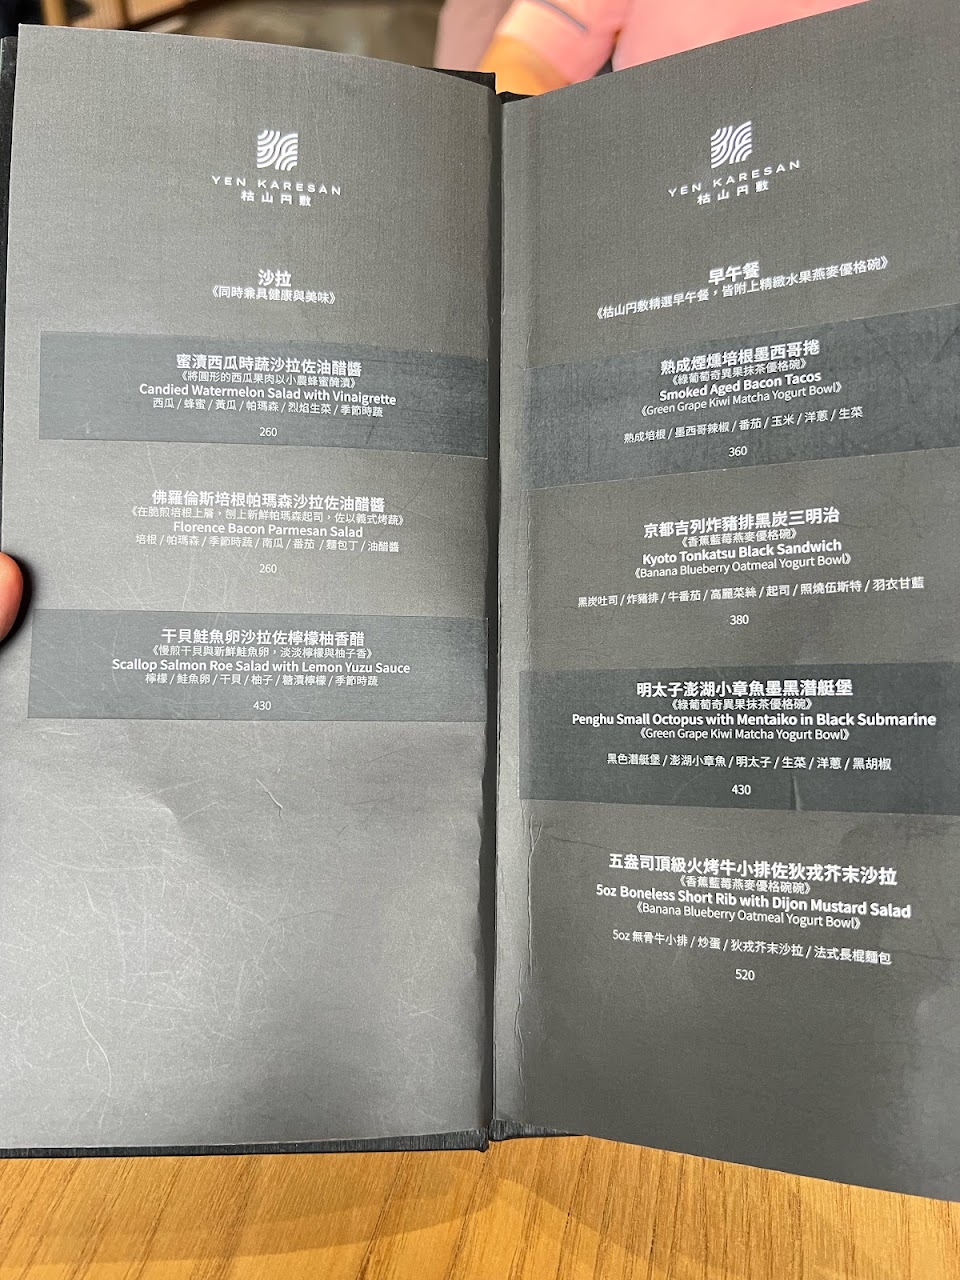 YEN KARESAN
枯山円敷
沙拉
《同時兼具健康與美味》
蜜漬西瓜時蔬沙拉佐油醋醬
《將圓形的西瓜果肉以小農蜂蜜醃漬》
Candied Watermelon Salad with Vinaigrette
西瓜 / 蜂蜜 / 黃瓜 / 帕瑪森 / 烈焰生菜 / 季節時蔬
260
佛羅倫斯培根帕瑪森沙拉佐油醋醬
《在脆煎培根上層，刨上新鮮帕瑪森起司，佐以義式烤蔬》
Florence Bacon Parmesan Salad
培根 / 帕瑪森 / 季節時蔬 / 南瓜 / 番茄 / 麵包丁 / 油醋醬
260
干貝鮭魚卵沙拉佐檸檬柚香醋
《慢煎干貝與新鮮鮭魚卵，淡淡檸檬與柚子香》
Scallop Salmon Roe Salad with Lemon Yuzu Sauce
檸檬 / 鮭魚卵 / 干貝 / 柚子 / 糖漬檸檬 / 季節時蔬
430
YEN KARESAN
枯山円敷
早午餐
《枯山円敷精選早午餐，皆附上精緻水果燕麥優格碗》
熟成煙燻培根墨西哥捲
《綠葡萄奇異果抹茶優格碗》
Smoked Aged Bacon Tacos
《Green Grape Kiwi Matcha Yogurt Bowl》
熟成培根 / 墨西哥辣椒 / 番茄 / 玉米 / 洋蔥 / 生菜
360
京都吉列炸豬排黑炭三明治
《香蕉藍莓燕麥優格碗》
Kyoto Tonkatsu Black Sandwich
《Banana Blueberry Oatmeal Yogurt Bowl》
黑炭吐司 / 炸豬排 / 牛番茄 / 高麗菜絲 / 起司 / 照燒伍斯特 / 羽衣甘藍
380
明太子澎湖小章魚墨黑潛艇堡
《綠葡萄奇異果抹茶優格碗》
Penghu Small Octopus with Mentaiko in Black Submarine
《Green Grape Kiwi Matcha Yogurt Bowl》
黑色潛艇堡 / 澎湖小章魚 / 明太子 / 生菜 / 洋蔥 / 黑胡椒
430
五盎司頂級火烤牛小排佐狄戎芥末沙拉
《香蕉藍莓燕麥優格碗碗》
5oz Boneless Short Rib with Dijon Mustard Salad
《Banana Blueberry Oatmeal Yogurt Bowl》
5oz 無骨牛小排 / 炒蛋 / 狄戎芥末沙拉 / 法式長棍麵包
520